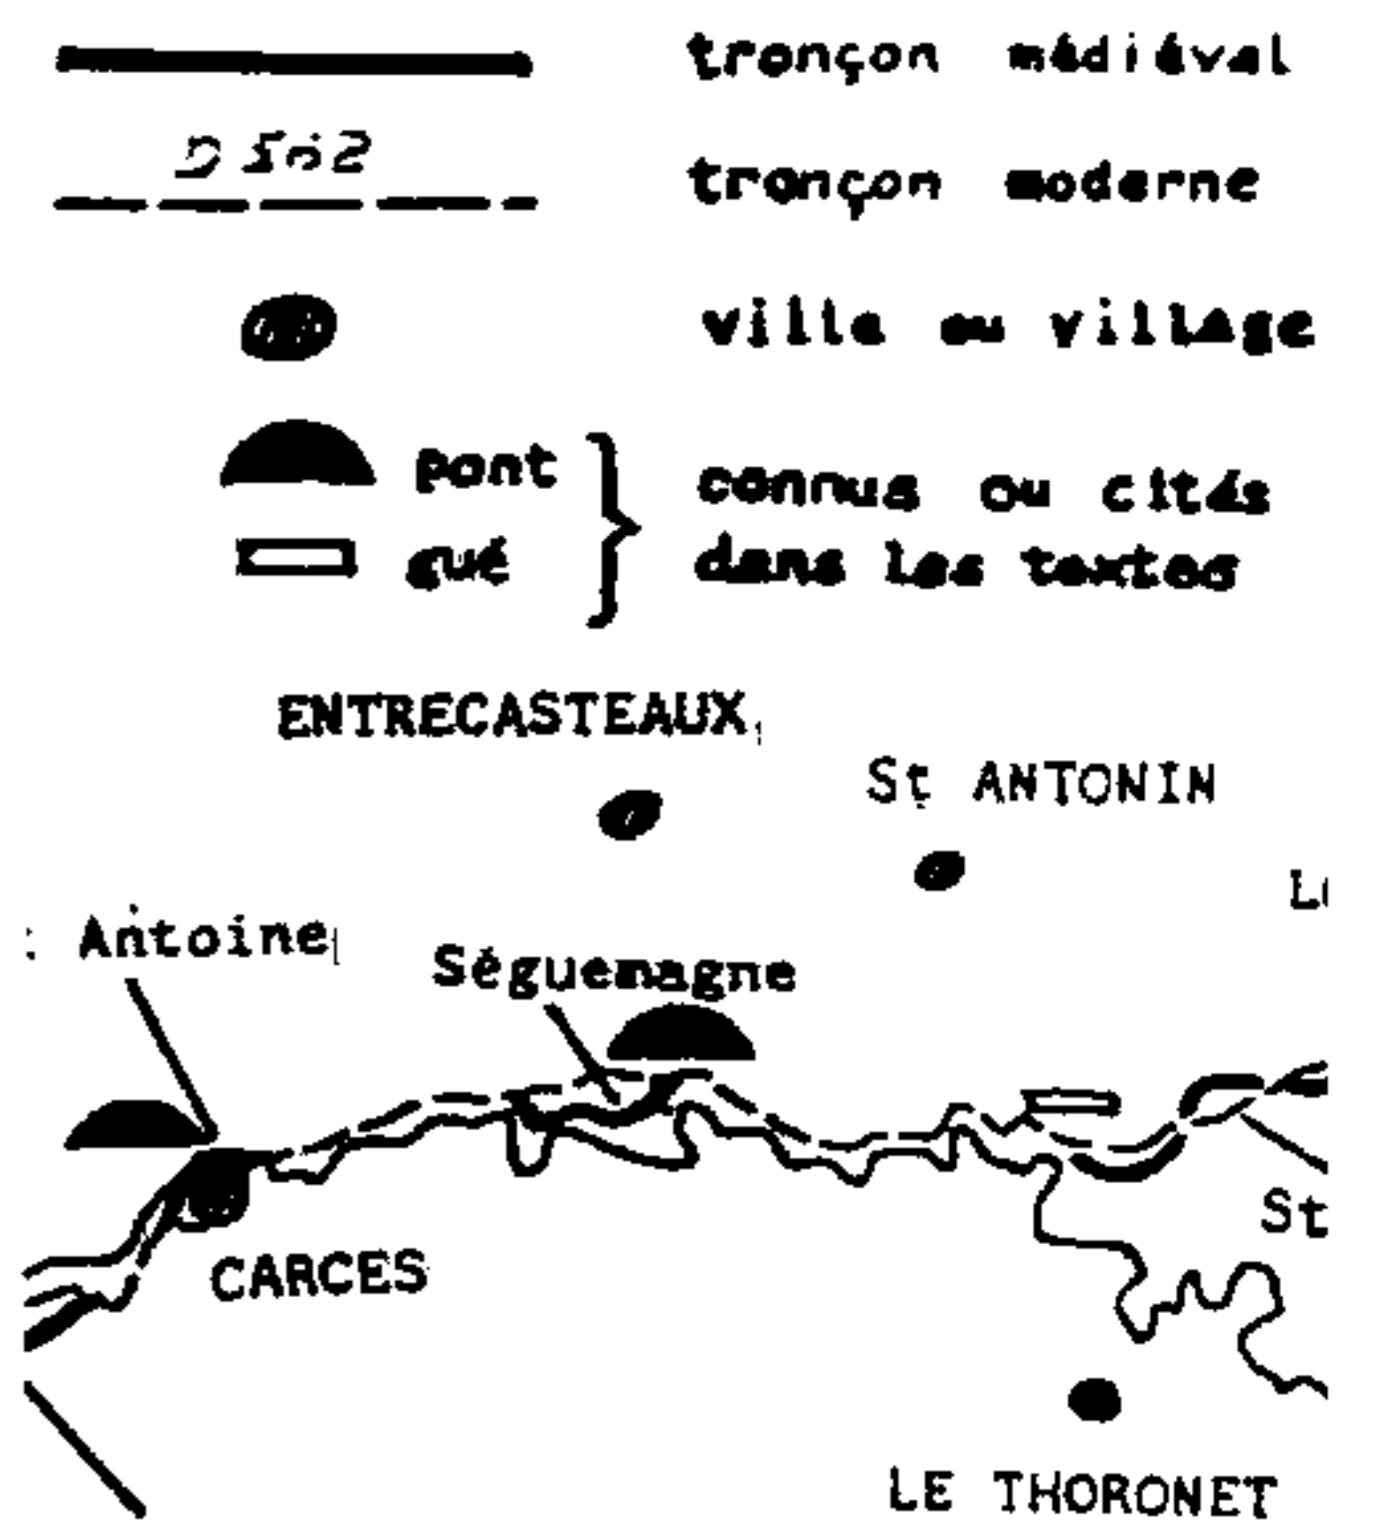 tronçon médiéval
D 562
tronçon moderne
ville ou village
pont
gué
connus ou cités
dans les textes
ENTRECASTEAUX
St ANTONIN
Antoine
Séguemagne
St
CARCES
LE THORONET